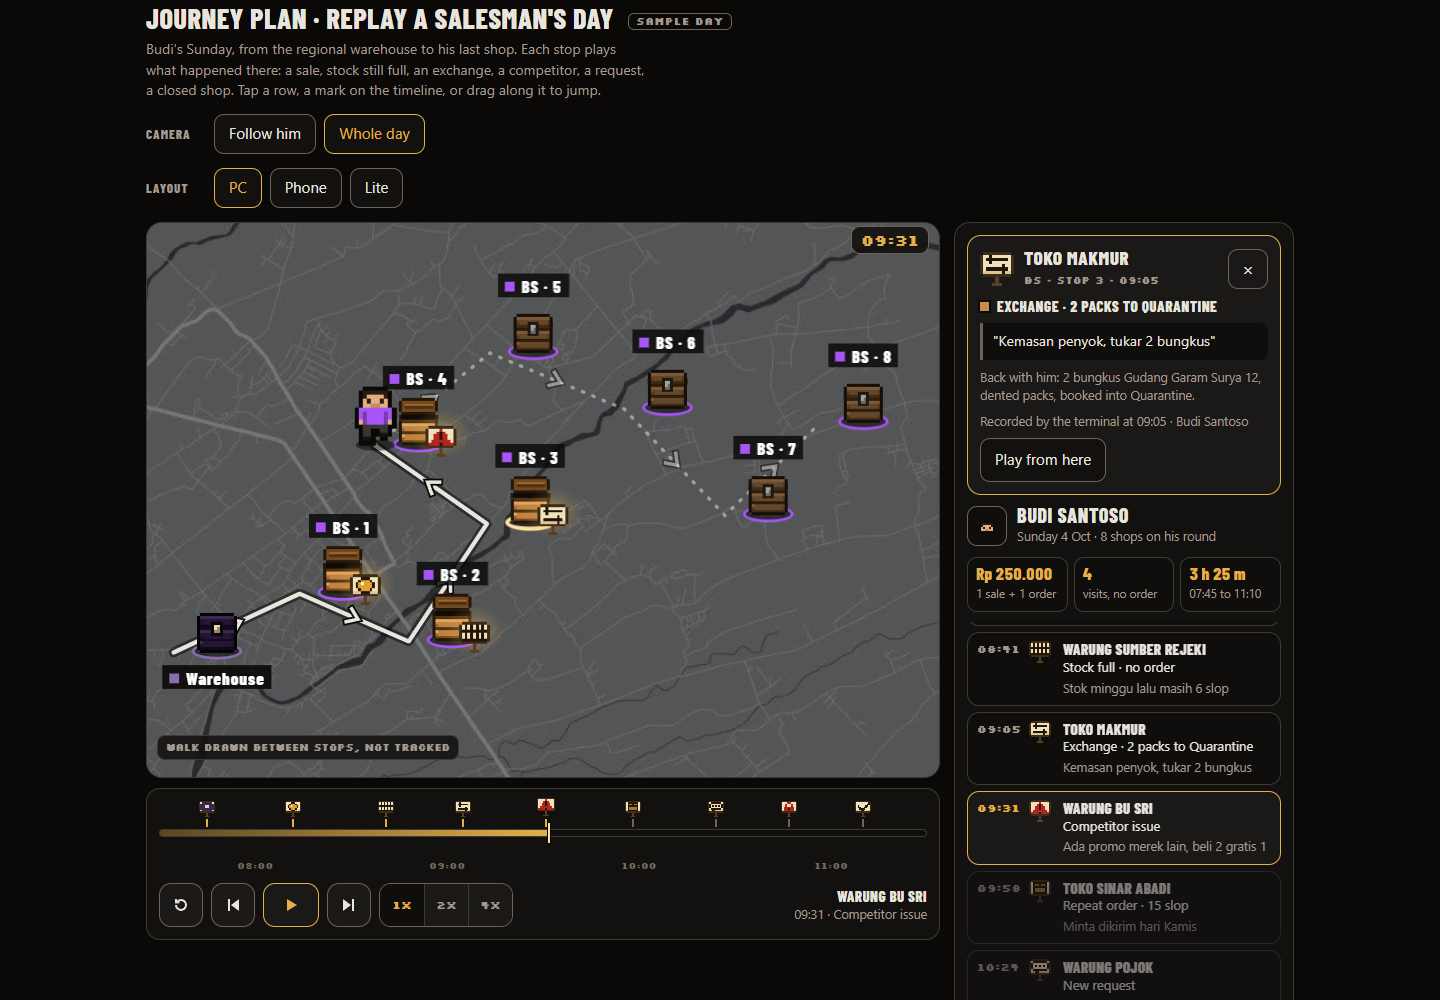 JOURNEY PLAN · REPLAY A SALESMAN'S DAY
SAMPLE DAY
Budi's Sunday, from the regional warehouse to his last shop. Each stop plays
what happened there: a sale, stock still full, an exchange, a competitor, a request,
a closed shop. Tap a row, a mark on the timeline, or drag along it to jump.
CAMERA
Follow him
Whole day
LAYOUT
PC
Phone
Lite
09:31
BS · 5
BS · 6
BS · 8
BS · 4
BS · 7
BS · 3
BS · 1
BS · 2
Warehouse
WALK DRAWN BETWEEN STOPS, NOT TRACKED
08:00
09:00
10:00
11:00
1X
2X
4X
WARUNG BU SRI
09:31 · Competitor issue
TOKO MAKMUR
BS · STOP 3 · 09:05
×
EXCHANGE · 2 PACKS TO QUARANTINE
"Kemasan penyok, tukar 2 bungkus"
Back with him: 2 bungkus Gudang Garam Surya 12,
dented packs, booked into Quarantine.
Recorded by the terminal at 09:05 · Budi Santoso
Play from here
BUDI SANTOSO
Sunday 4 Oct · 8 shops on his round
Rp 250.000
1 sale + 1 order
4
visits, no order
3 h 25 m
07:45 to 11:10
08:41
WARUNG SUMBER REJEKI
Stock full · no order
Stok minggu lalu masih 6 slop
09:05
TOKO MAKMUR
Exchange · 2 packs to Quarantine
Kemasan penyok, tukar 2 bungkus
09:31
WARUNG BU SRI
Competitor issue
Ada promo merek lain, beli 2 gratis 1
09:58
TOKO SINAR ABADI
Repeat order · 15 slop
Minta dikirim hari Kamis
10:24
WARUNG POJOK
New request